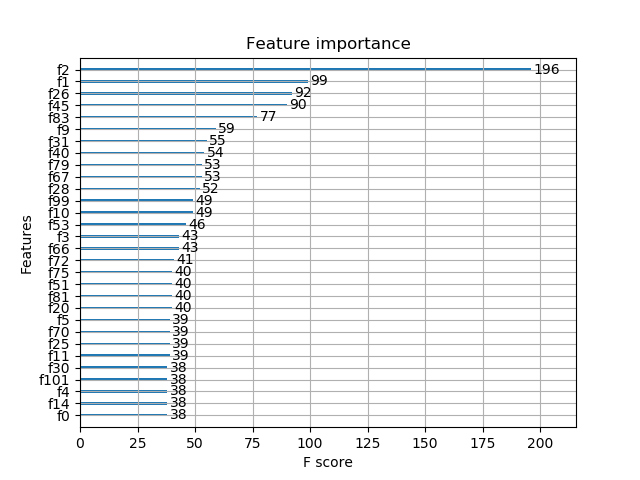 Feature importance
f2 196
f1 99
f26 92
f45 90
f83 77
f9 59
f31 55
f40 54
f79 53
f67 53
f28 52
f99 49
f10 49
f53 46
f3 43
f66 43
f72 41
f75 40
f51 40
f81 40
f20 40
f5 39
f70 39
f25 39
f11 39
f30 38
f101 38
f4 38
f14 38
f0 38
Features
0 25 50 75 100 125 150 175 200
F score